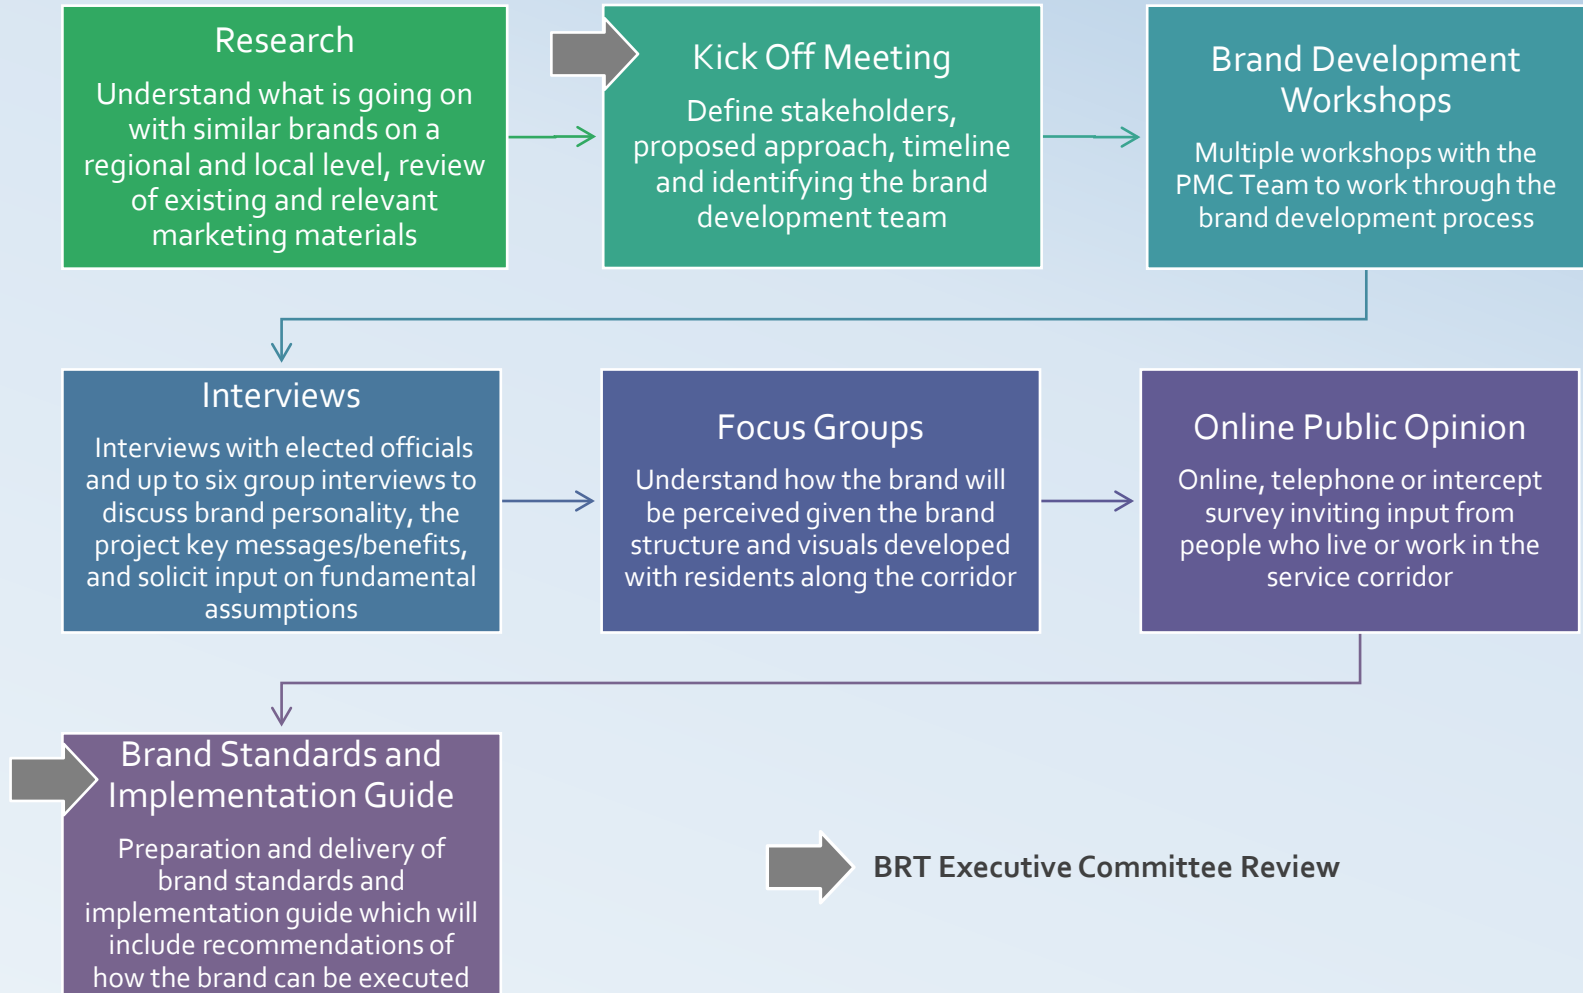 Research
Understand what is going on
with similar brands on a
regional and local level, review
of existing and relevant
marketing materials
Kick Off Meeting
Define stakeholders,
proposed approach, timeline
and identifying the brand
development team
Brand Development
Workshops
Multiple workshops with the
PMC Team to work through the
brand development process
Interviews
Interviews with elected officials
and up to six group interviews to
discuss brand personality, the
project key messages/benefits,
and solicit input on fundamental
assumptions
Focus Groups
Understand how the brand will
be perceived given the brand
structure and visuals developed
with residents along the corridor
Online Public Opinion
Online, telephone or intercept
survey inviting input from
people who live or work in the
service corridor
Brand Standards and
Implementation Guide
Preparation and delivery of
brand standards and
implementation guide which will
include recommendations of
how the brand can be executed
BRT Executive Committee Review